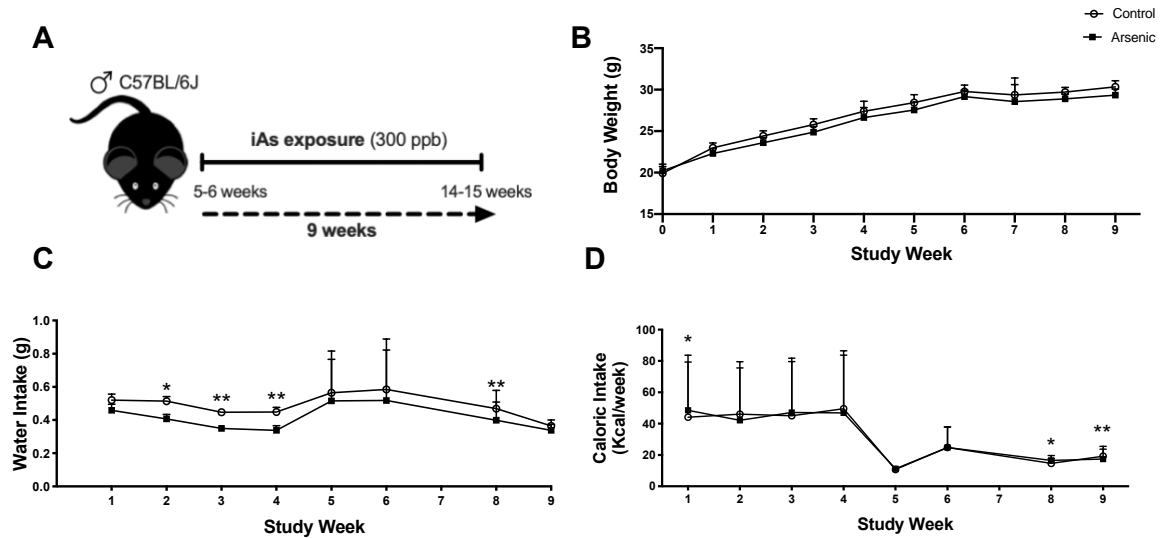 Control
Arsenic
A
♂ C57BL/6J
iAs exposure (300 ppb)
5-6 weeks
14-15 weeks
9 weeks
B
Body Weight (g)
35
30
25
20
15
0 1 2 3 4 5 6 7 8 9
Study Week
C
Water Intake (g)
1.0
0.8
0.6
0.4
0.2
0.0
* ** ** **
1 2 3 4 5 6 7 8 9
Study Week
D
Caloric Intake
(Kcal/week)
100
80
60
40
20
0
* * **
1 2 3 4 5 6 7 8 9
Study Week